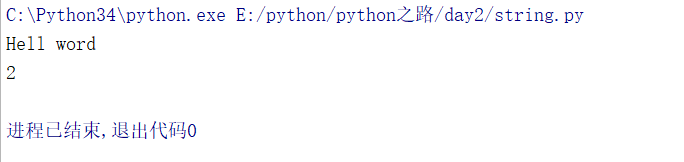 C:\Python34\python.exe E:/python/python之路/day2/string.py
Hell word
2
进程已结束,退出代码0